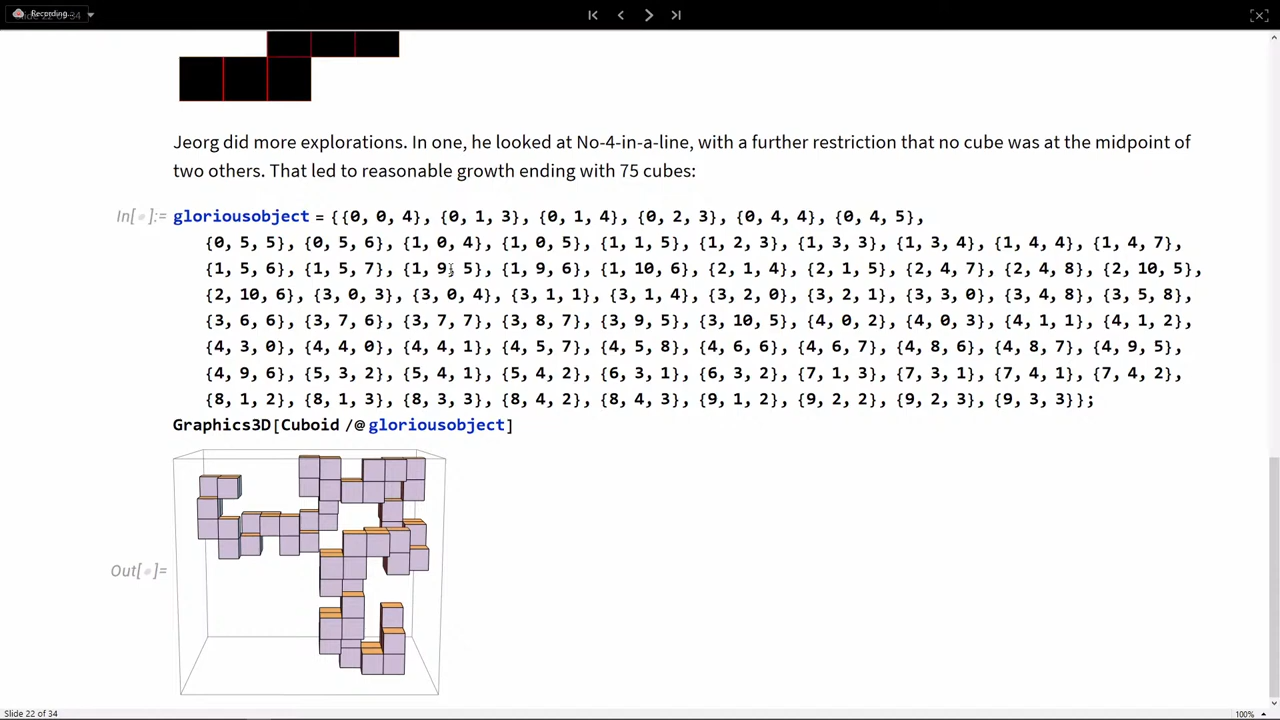 Recording...
Slide 22 of 34
Jeorg did more explorations. In one, he looked at No-4-in-a-line, with a further restriction that no cube was at the midpoint of
two others. That led to reasonable growth ending with 75 cubes:
In[ ]:= gloriousobject = {{0, 0, 4}, {0, 1, 3}, {0, 1, 4}, {0, 2, 3}, {0, 4, 4}, {0, 4, 5},
{0, 5, 5}, {0, 5, 6}, {1, 0, 4}, {1, 0, 5}, {1, 1, 5}, {1, 2, 3}, {1, 3, 3}, {1, 3, 4}, {1, 4, 4}, {1, 4, 7},
{1, 5, 6}, {1, 5, 7}, {1, 9, 5}, {1, 9, 6}, {1, 10, 6}, {2, 1, 4}, {2, 1, 5}, {2, 4, 7}, {2, 4, 8}, {2, 10, 5},
{2, 10, 6}, {3, 0, 3}, {3, 0, 4}, {3, 1, 1}, {3, 1, 4}, {3, 2, 0}, {3, 2, 1}, {3, 3, 0}, {3, 4, 8}, {3, 5, 8},
{3, 6, 6}, {3, 7, 6}, {3, 7, 7}, {3, 8, 7}, {3, 9, 5}, {3, 10, 5}, {4, 0, 2}, {4, 0, 3}, {4, 1, 1}, {4, 1, 2},
{4, 3, 0}, {4, 4, 0}, {4, 4, 1}, {4, 5, 7}, {4, 5, 8}, {4, 6, 6}, {4, 6, 7}, {4, 8, 6}, {4, 8, 7}, {4, 9, 5},
{4, 9, 6}, {5, 3, 2}, {5, 4, 1}, {5, 4, 2}, {6, 3, 1}, {6, 3, 2}, {7, 1, 3}, {7, 3, 1}, {7, 4, 1}, {7, 4, 2},
{8, 1, 2}, {8, 1, 3}, {8, 3, 3}, {8, 4, 2}, {8, 4, 3}, {9, 1, 2}, {9, 2, 2}, {9, 2, 3}, {9, 3, 3}};
Graphics3D[Cuboid /@ gloriousobject]
Out[ ]=
Slide 22 of 34
100%